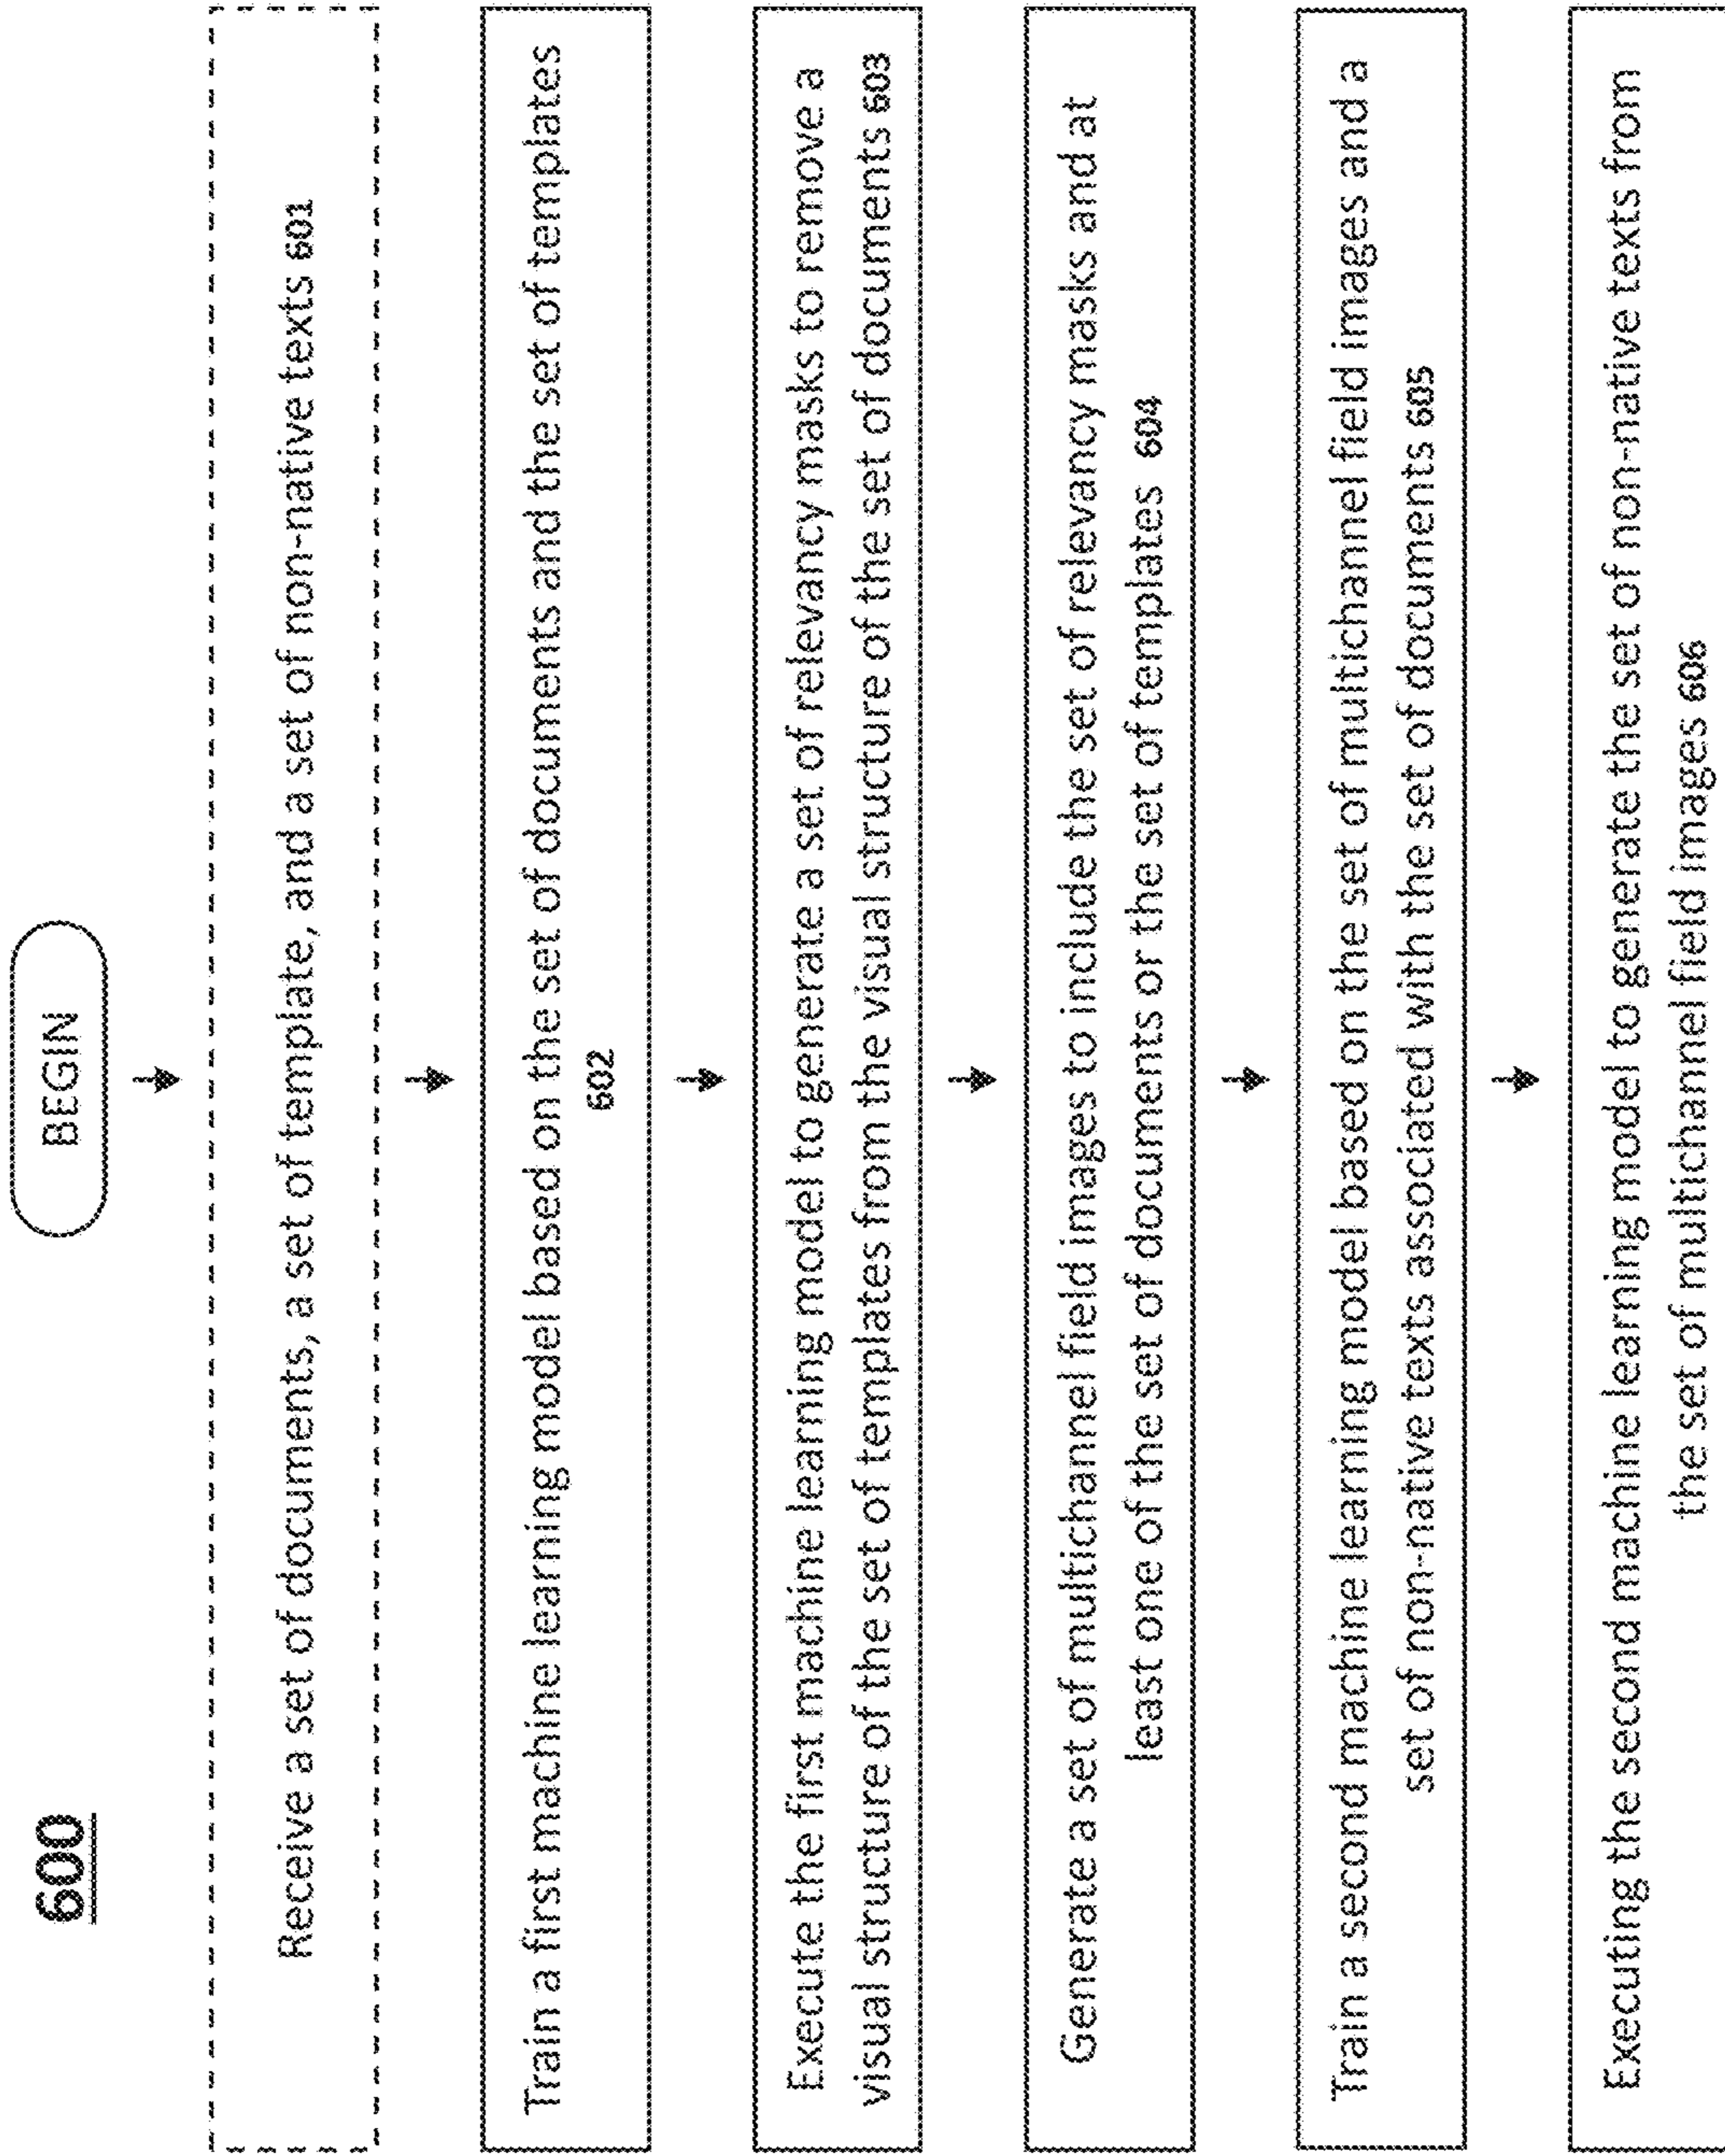 600
BEGIN
Receive a set of documents, a set of template, and a set of non-native texts 601
Train a first machine learning model based on the set of documents and the set of templates
602
Execute the first machine learning model to generate a set of relevancy masks to remove a
visual structure of the set of templates from the visual structure of the set of documents 603
Generate a set of multichannel field images to include the set of relevancy masks and at
least one of the set of documents or the set of templates 604
Train a second machine learning model based on the set of multichannel field images and a
set of non-native texts associated with the set of documents 605
Executing the second machine learning model to generate the set of non-native texts from
the set of multichannel field images 606